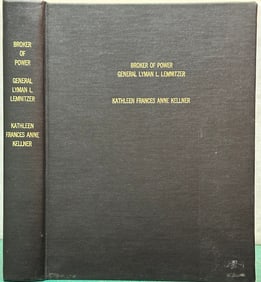 BROKER
OF
POWER
GENERAL
LYMAN L.
LEMNITZER
KATHLEEN
FRANCES ANNE
KELLNER
BROKER OF POWER
GENERAL LYMAN L. LEMNITZER
KATHLEEN FRANCES ANNE KELLNER